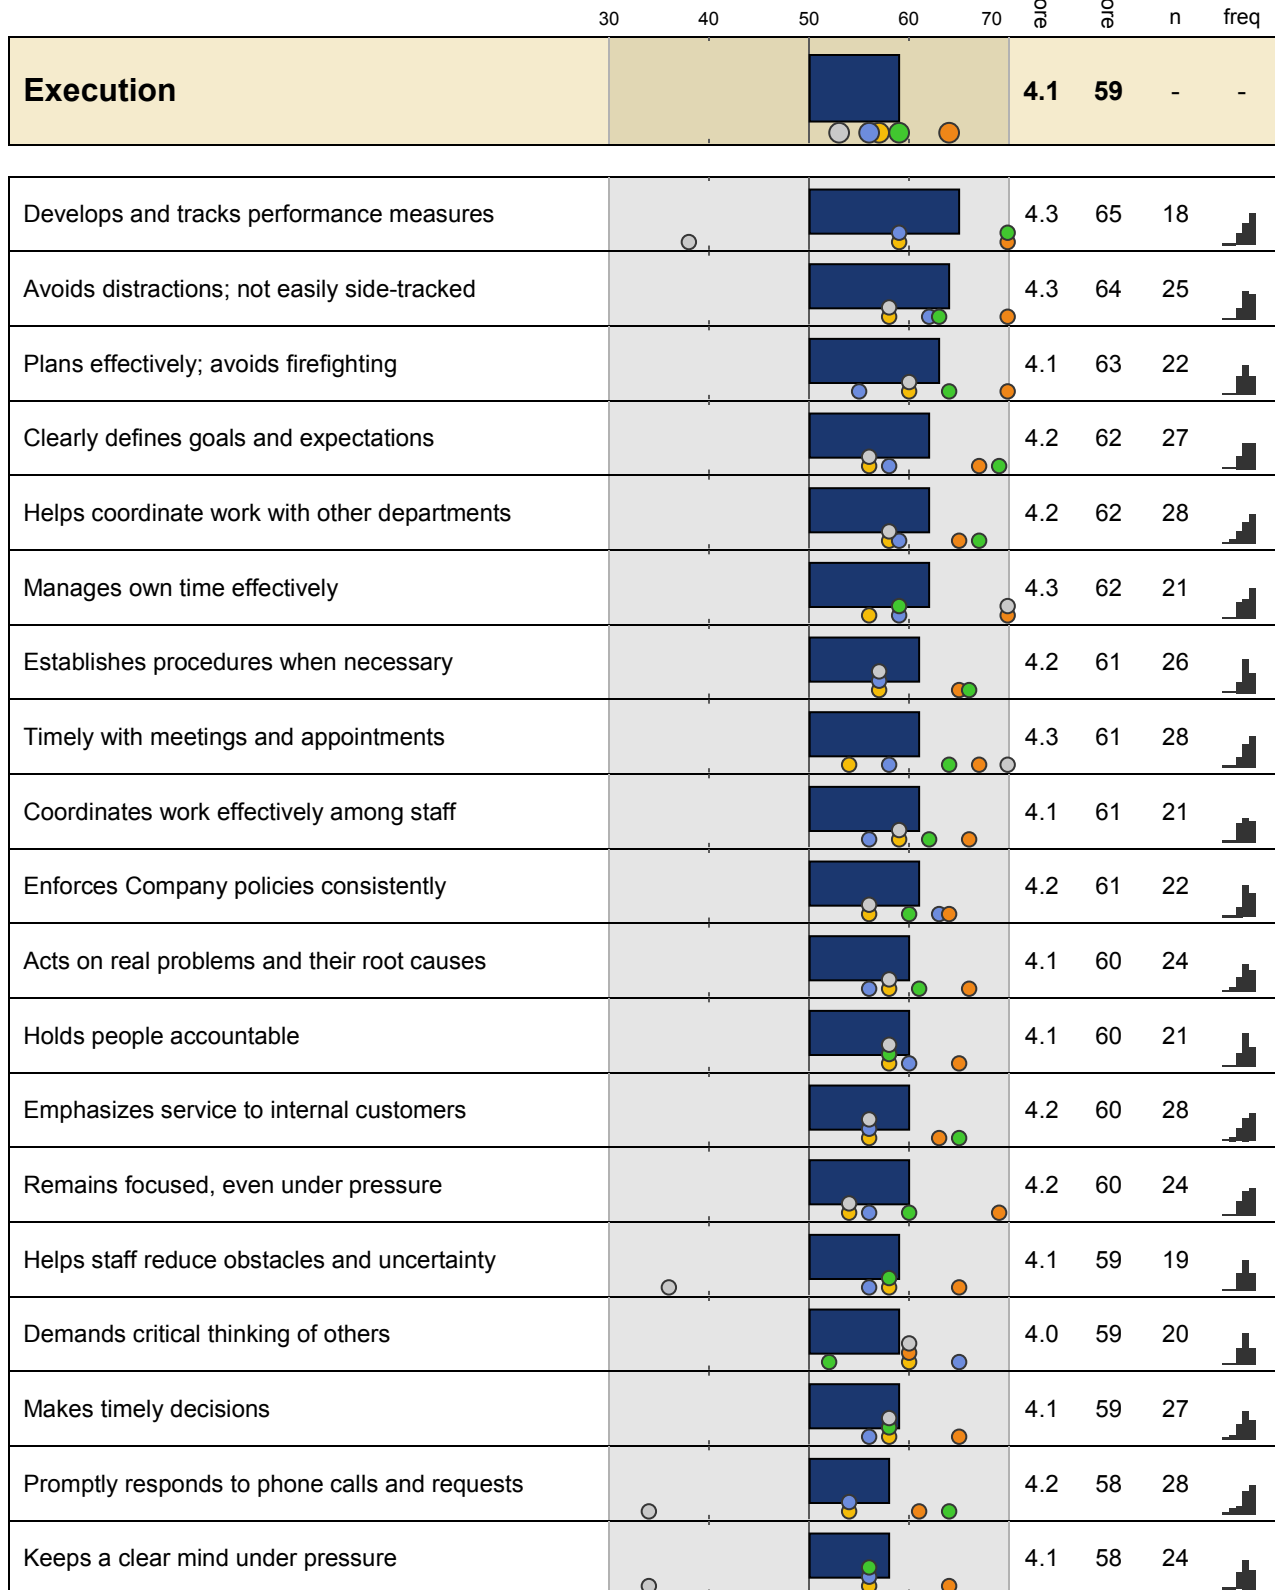 30 40 50 60 70 ore ore n freq
Execution 4.1 59 - -
Develops and tracks performance measures 4.3 65 18
Avoids distractions; not easily side-tracked 4.3 64 25
Plans effectively; avoids firefighting 4.1 63 22
Clearly defines goals and expectations 4.2 62 27
Helps coordinate work with other departments 4.2 62 28
Manages own time effectively 4.3 62 21
Establishes procedures when necessary 4.2 61 26
Timely with meetings and appointments 4.3 61 28
Coordinates work effectively among staff 4.1 61 21
Enforces Company policies consistently 4.2 61 22
Acts on real problems and their root causes 4.1 60 24
Holds people accountable 4.1 60 21
Emphasizes service to internal customers 4.2 60 28
Remains focused, even under pressure 4.2 60 24
Helps staff reduce obstacles and uncertainty 4.1 59 19
Demands critical thinking of others 4.0 59 20
Makes timely decisions 4.1 59 27
Promptly responds to phone calls and requests 4.2 58 28
Keeps a clear mind under pressure 4.1 58 24